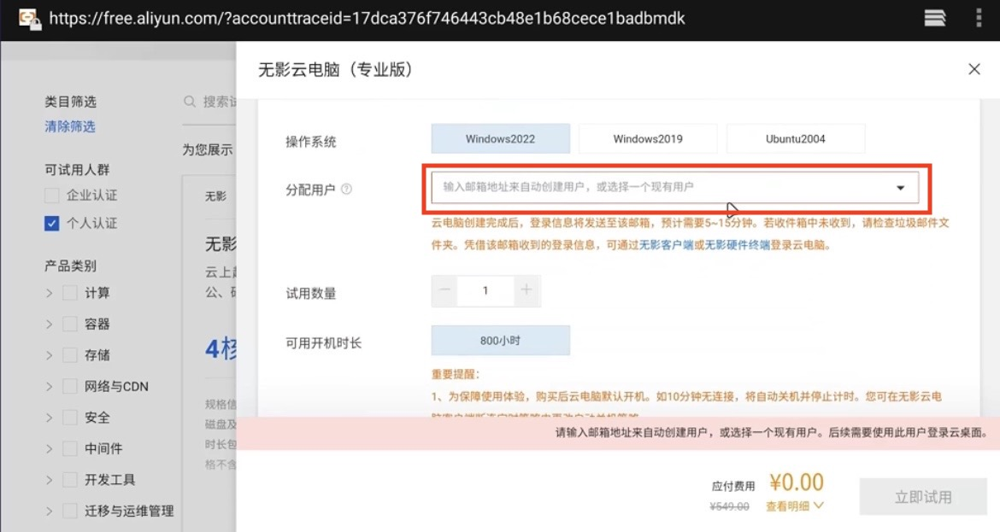 https://free.aliyun.com/?accounttraceid=17dca376f746443cb48e1b68cece1badbmdk
无影云电脑（专业版）
类目筛选
清除筛选
搜索试
为您展示
可试用人群
企业认证
个人认证
产品类别
计算
容器
存储
网络与CDN
安全
中间件
开发工具
迁移与运维管理
无影
无影
云上
公、
4核
规格信
磁盘及
时长包
格不含
操作系统
Windows2022
Windows2019
Ubuntu2004
分配用户
输入邮箱地址来自动创建用户，或选择一个现有用户
云电脑创建完成后，登录信息将发送至该邮箱，预计需要5~15分钟。若收件箱中未收到，请检查垃圾邮件文
件夹。凭借该邮箱收到的登录信息，可通过无影客户端或无影硬件终端登录云电脑。
试用数量
1
可用开机时长
800小时
重要提醒：
1、为保障使用体验，购买后云电脑默认开机。如10分钟无连接，将自动关机并停止计时。您可在无影云电
请输入邮箱地址来自动创建用户，或选择一个现有用户。后续需要使用此用户登录云桌面。
应付费用
¥0.00
¥549.00
查看明细
立即试用